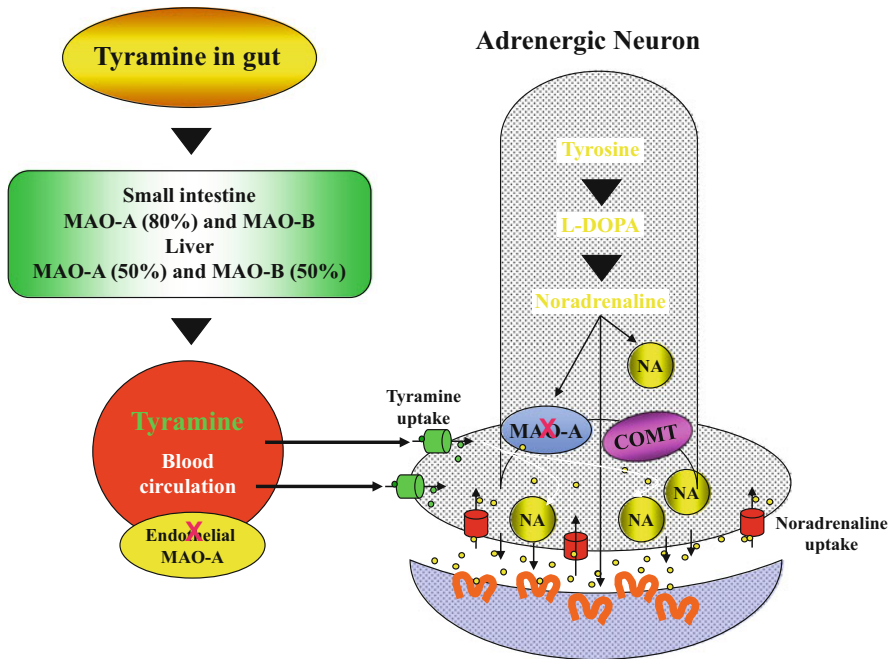 Tyramine in gut
Small intestine
MAO-A (80%) and MAO-B
Liver
MAO-A (50%) and MAO-B (50%)
Tyramine
Blood
circulation
X
Endothelial
MAO-A
Adrenergic Neuron
Tyrosine
L-DOPA
Noradrenaline
NA
Tyramine
uptake
X
MAO-A
COMT
NA
NA
NA
Noradrenaline
uptake